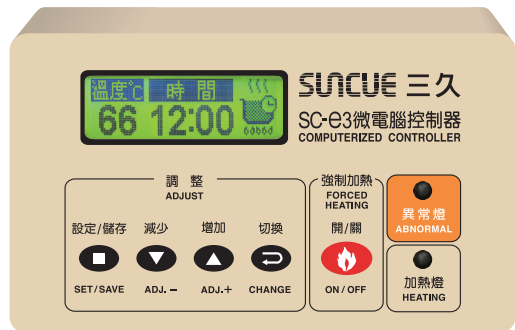 溫度℃ 時間
66 12:00
SUNCUE 三久
SC-e3微電腦控制器
COMPUTERIZED CONTROLLER
調整
ADJUST
設定/儲存 減少 增加 切換
SET/SAVE ADJ. – ADJ.+ CHANGE
強制加熱
FORCED
HEATING
開/關
ON/OFF
異常燈
ABNORMAL
加熱燈
HEATING